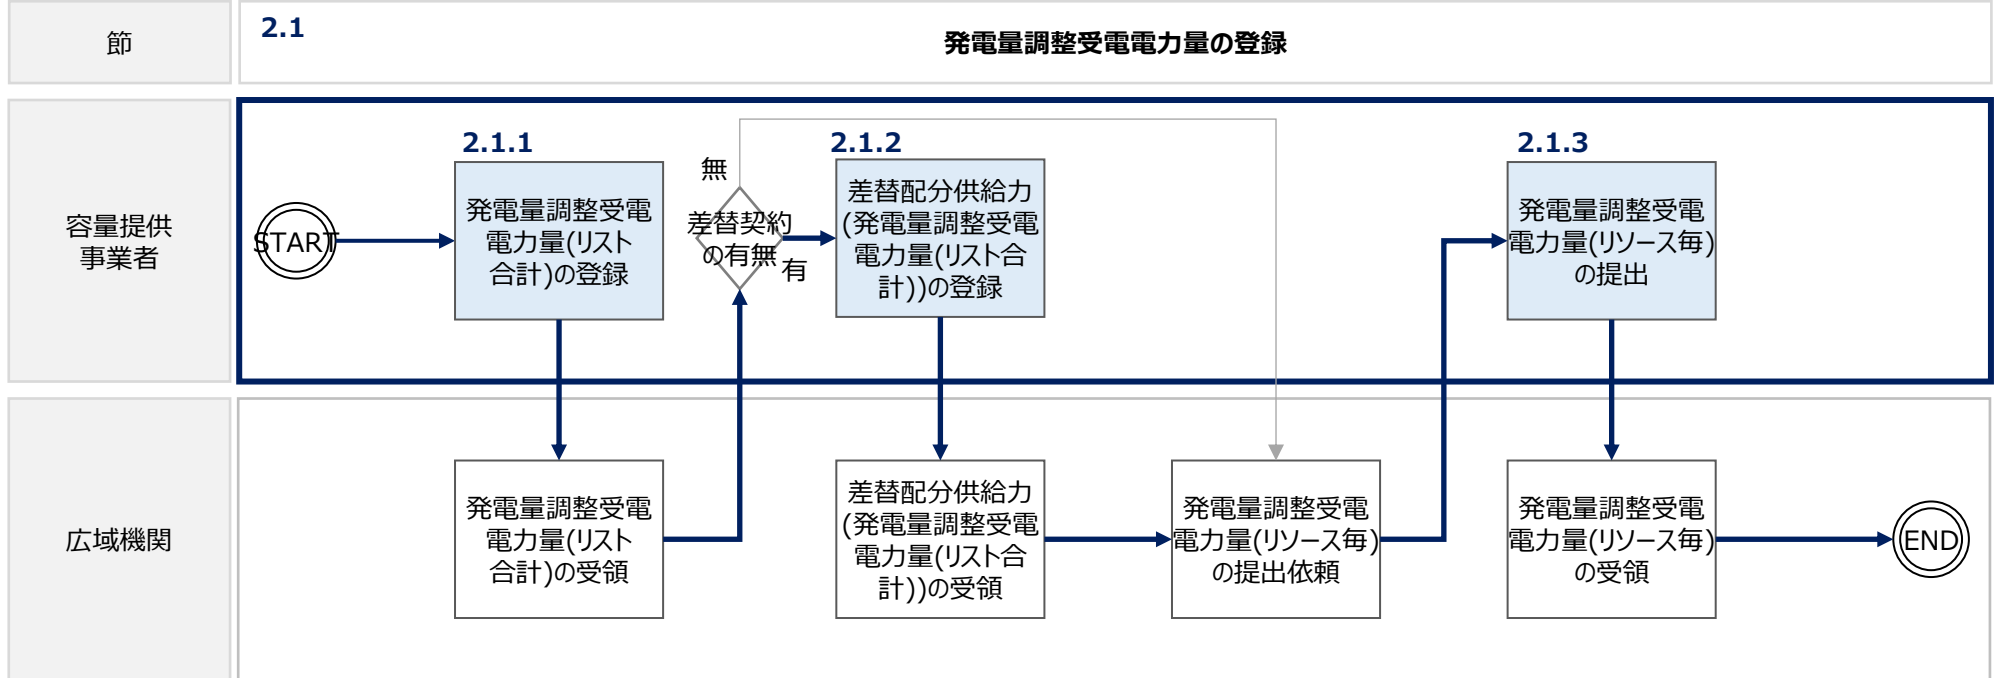 節
2.1
発電量調整受電電力量の登録
容量提供
事業者
START
2.1.1
発電量調整受電
電力量(リスト
合計)の登録
無
差替契約
の有無
有
2.1.2
差替配分供給力
(発電量調整受電
電力量(リスト合
計))の登録
2.1.3
発電量調整受電
電力量(リソース毎)
の提出
広域機関
発電量調整受電
電力量(リスト
合計)の受領
差替配分供給力
(発電量調整受電
電力量(リスト合
計))の受領
発電量調整受電
電力量(リソース毎)
の提出依頼
発電量調整受電
電力量(リソース毎)
の受領
END